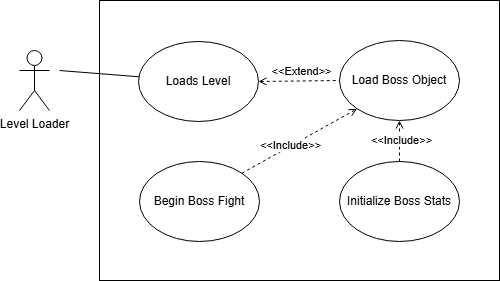 <<Extend>>
Loads Level
Load Boss Object
Level Loader
<<Include>>
<<Include>>
Begin Boss Fight
Initialize Boss Stats